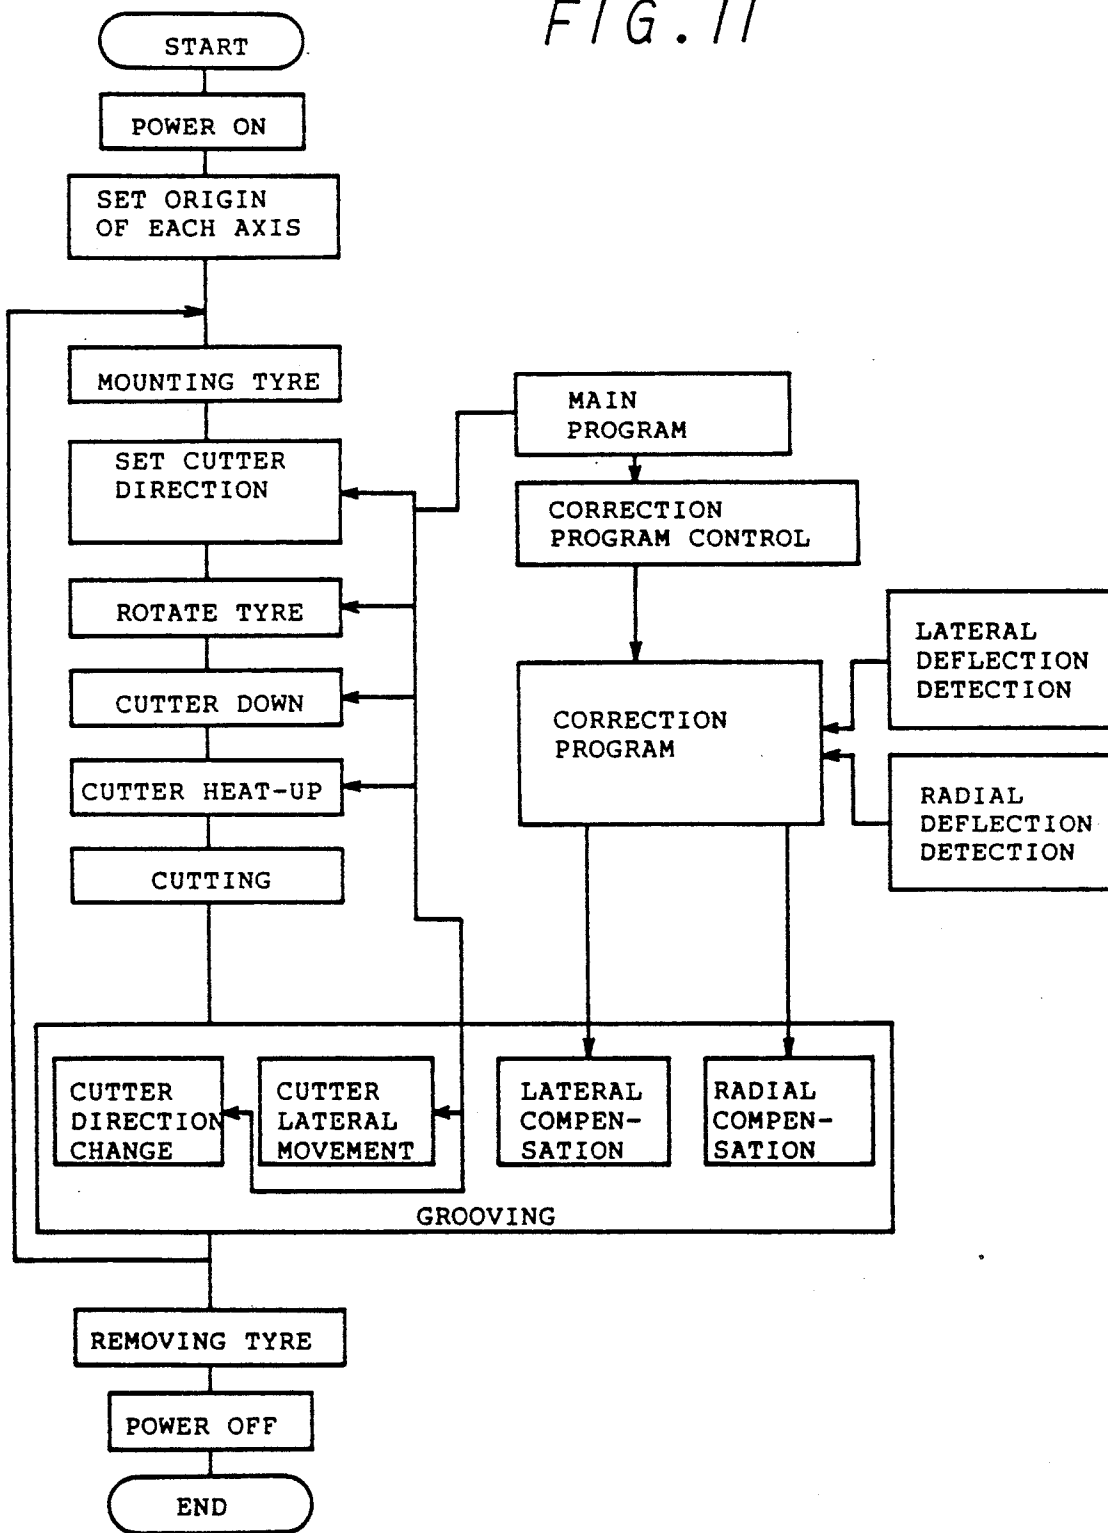 FIG. 11
START
POWER ON
SET ORIGIN
OF EACH AXIS
MOUNTING TYRE
SET CUTTER
DIRECTION
ROTATE TYRE
CUTTER DOWN
CUTTER HEAT-UP
CUTTING
MAIN
PROGRAM
CORRECTION
PROGRAM CONTROL
CORRECTION
PROGRAM
LATERAL
DEFLECTION
DETECTION
RADIAL
DEFLECTION
DETECTION
CUTTER
DIRECTION
CHANGE
CUTTER
LATERAL
MOVEMENT
LATERAL
COMPEN-
SATION
RADIAL
COMPEN-
SATION
GROOVING
REMOVING TYRE
POWER OFF
END